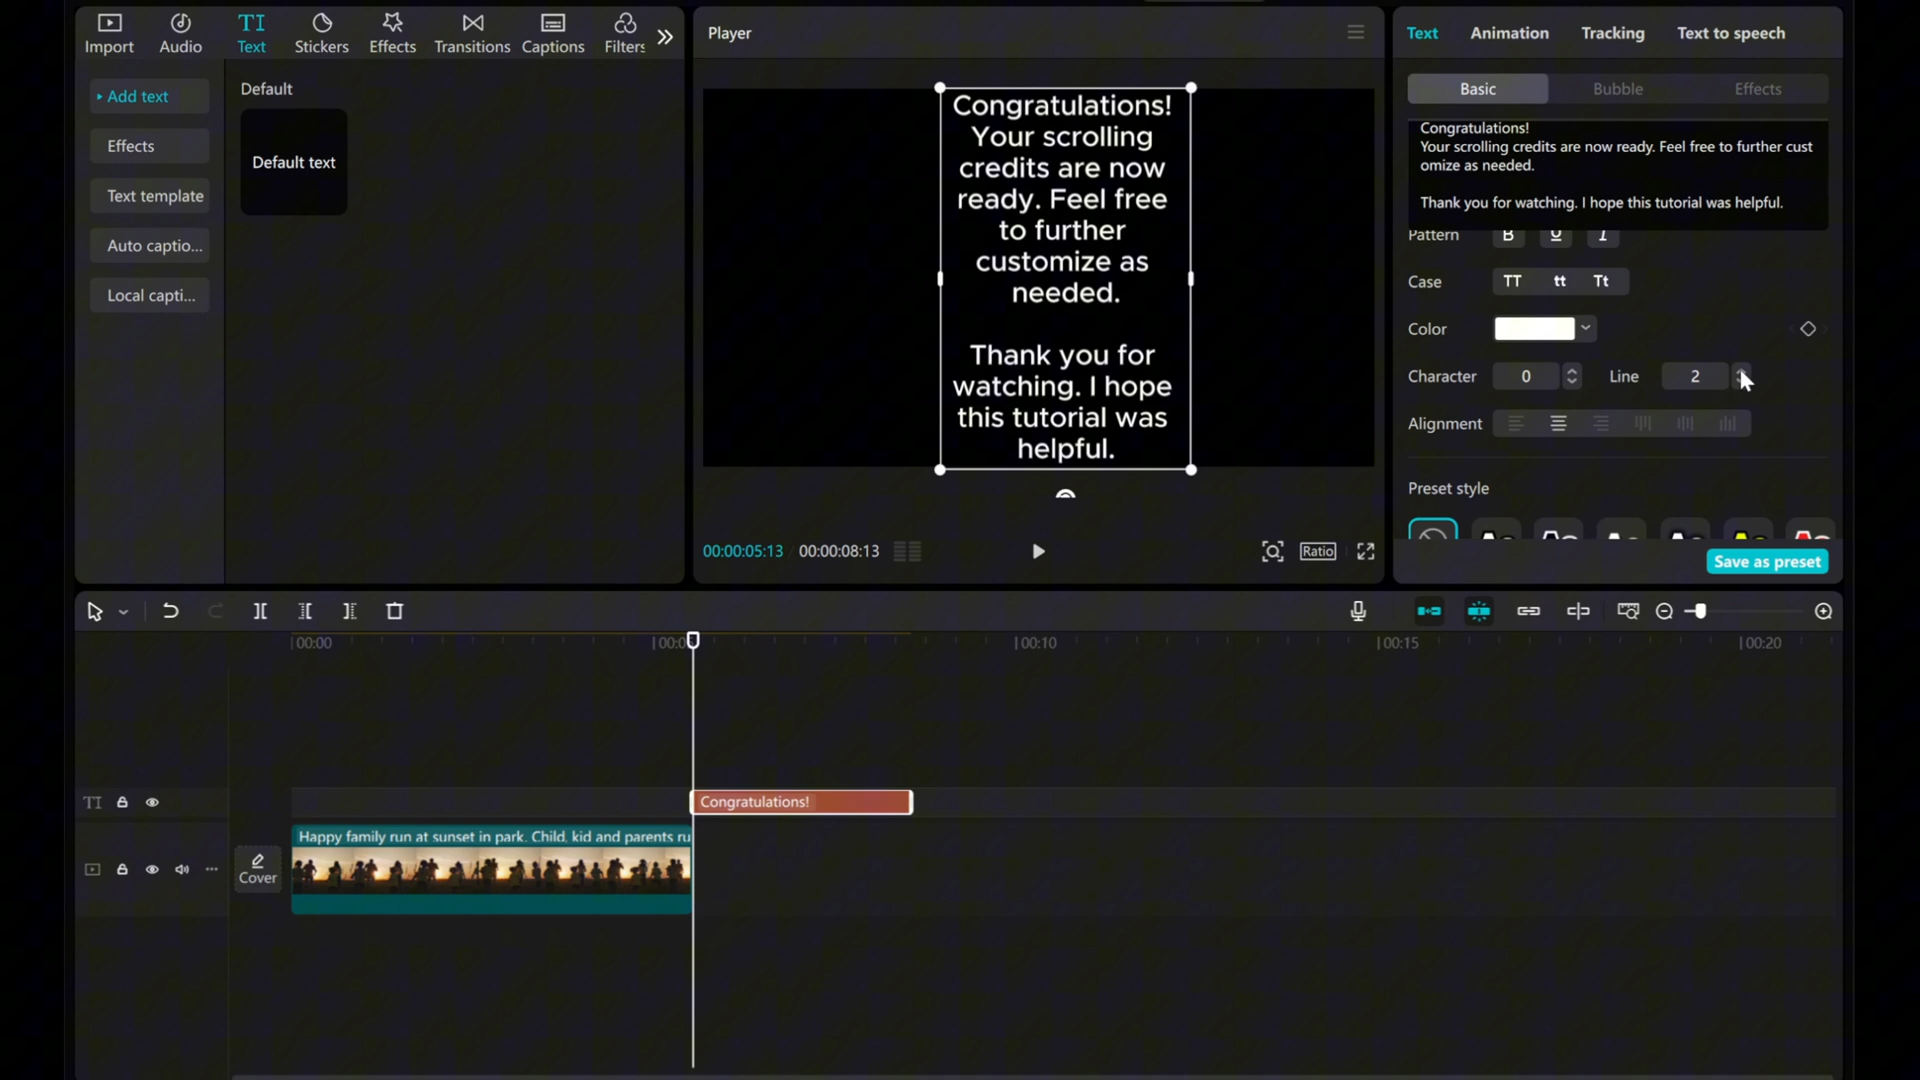 Import
Audio
TI
Text
Stickers
Effects
Transitions
Captions
Filters
Player
Text
Animation
Tracking
Text to speech
Add text
Effects
Text template
Auto captio...
Local capti...
Default
Default text
Congratulations!
Your scrolling
credits are now
ready. Feel free
to further
customize as
needed.
Thank you for
watching. I hope
this tutorial was
helpful.
00:00:05:13
00:00:08:13
Ratio
Basic
Bubble
Effects
Congratulations!
Your scrolling credits are now ready. Feel free to further cust
omize as needed.
Thank you for watching. I hope this tutorial was helpful.
Pattern
B
U
I
Case
TT
tt
Tt
Color
Character
0
Line
2
Alignment
Preset style
Save as preset
00:00
00:10
00:15
00:20
TI
Congratulations!
Cover
Happy family run at sunset in park. Child, kid and parents ru